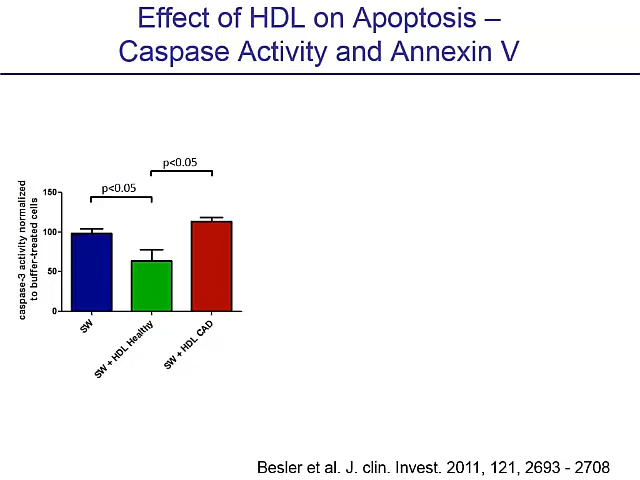 Effect of HDL on Apoptosis –
Caspase Activity and Annexin V
p<0.05
p<0.05
caspase-3 activity normalized
to buffer-treated cells
150
100
50
0
SW
SW + HDL Healthy
SW + HDL CAD
Besler et al. J. clin. Invest. 2011, 121, 2693 - 2708